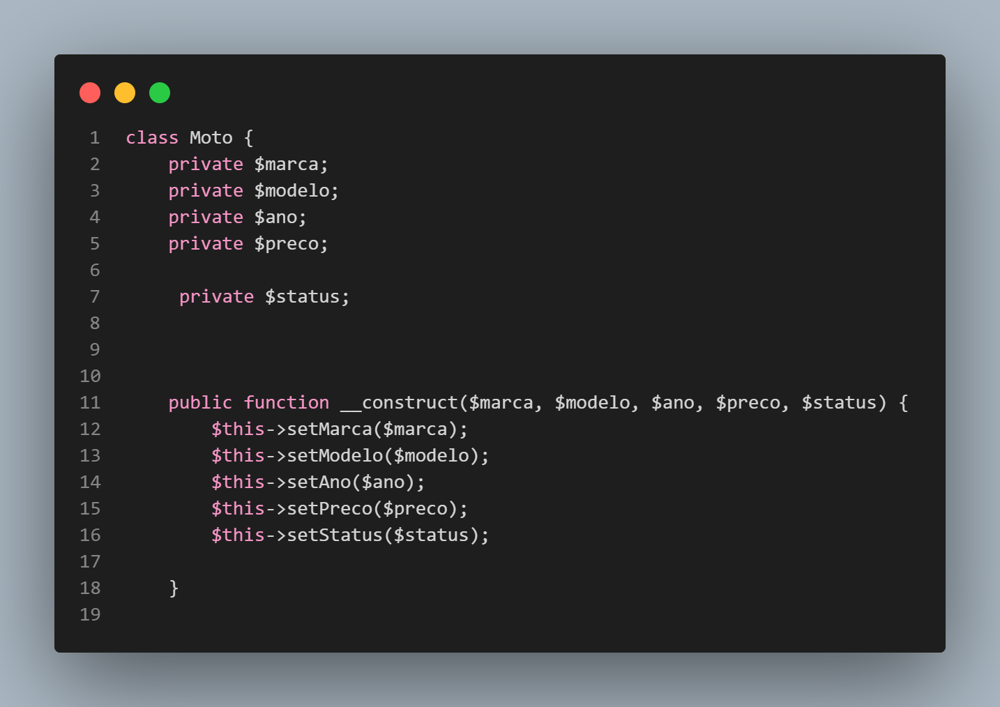 1 class Moto {
2     private $marca;
3     private $modelo;
4     private $ano;
5     private $preco;
6
7      private $status;
8
9
10
11     public function __construct($marca, $modelo, $ano, $preco, $status) {
12         $this->setMarca($marca);
13         $this->setModelo($modelo);
14         $this->setAno($ano);
15         $this->setPreco($preco);
16         $this->setStatus($status);
17
18     }
19